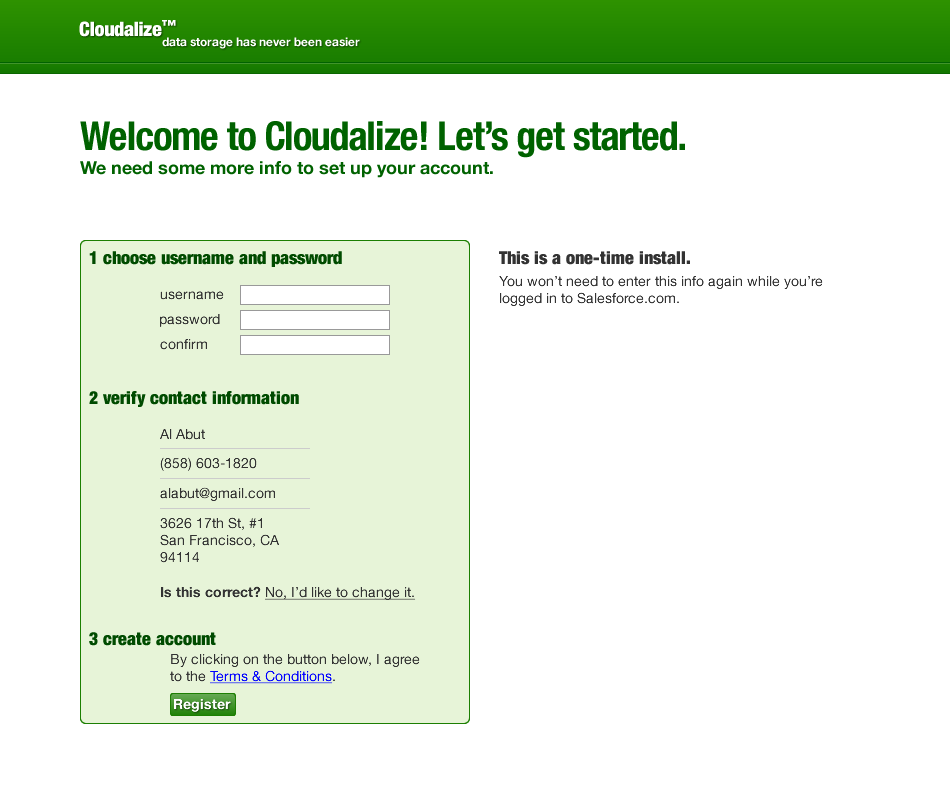 Cloudalize™
data storage has never been easier
Welcome to Cloudalize! Let’s get started.
We need some more info to set up your account.
1 choose username and password
username
password
confirm
2 verify contact information
Al Abut
(858) 603-1820
alabut@gmail.com
3626 17th St, #1
San Francisco, CA
94114
Is this correct? No, I’d like to change it.
3 create account
By clicking on the button below, I agree
to the Terms & Conditions.
Register
This is a one-time install.
You won’t need to enter this info again while you’re
logged in to Salesforce.com.